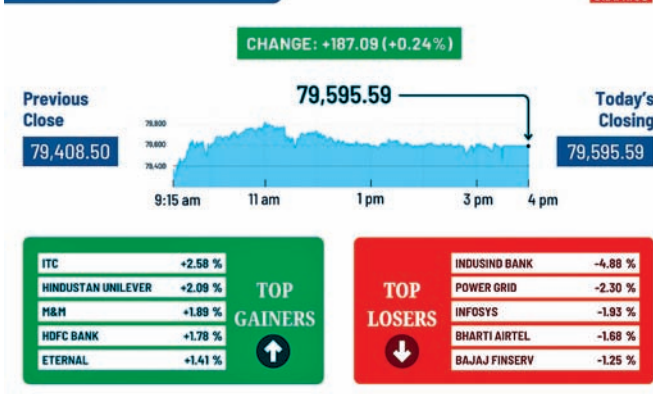 CHANGE: +187.09 (+0.24%)
Previous
Close
79,408.50
79,595.59
Today's
Closing
79,595.59
79,800
79,600
79,400
9:15 am 11 am 1 pm 3 pm 4 pm
ITC +2.58 %
HINDUSTAN UNILEVER +2.09 %
M&M +1.89 %
HDFC BANK +1.78 %
ETERNAL +1.41 %
TOP
GAINERS
TOP
LOSERS
INDUSIND BANK -4.88 %
POWER GRID -2.30 %
INFOSYS -1.93 %
BHARTI AIRTEL -1.68 %
BAJAJ FINSERV -1.25 %